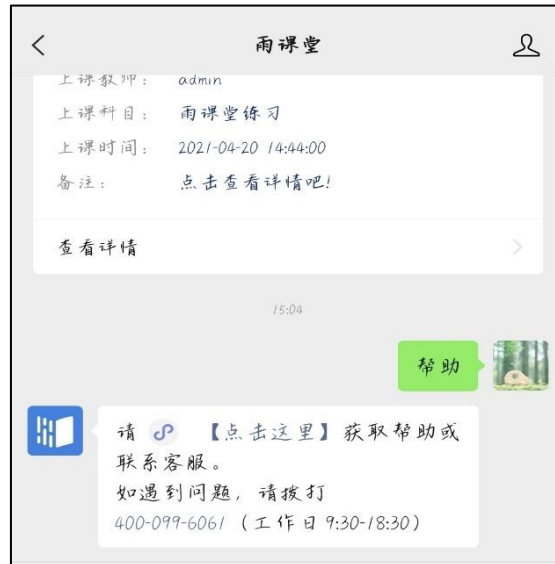 雨课堂
上课教师： admin
上课科目： 雨课堂练习
上课时间： 2021-04-20 14:44:00
备注： 点击查看详情吧!
查看详情
15:04
帮助
请 【点击这里】获取帮助或
联系客服。
如遇到问题，请拨打
400-099-6061（工作日9:30-18:30）